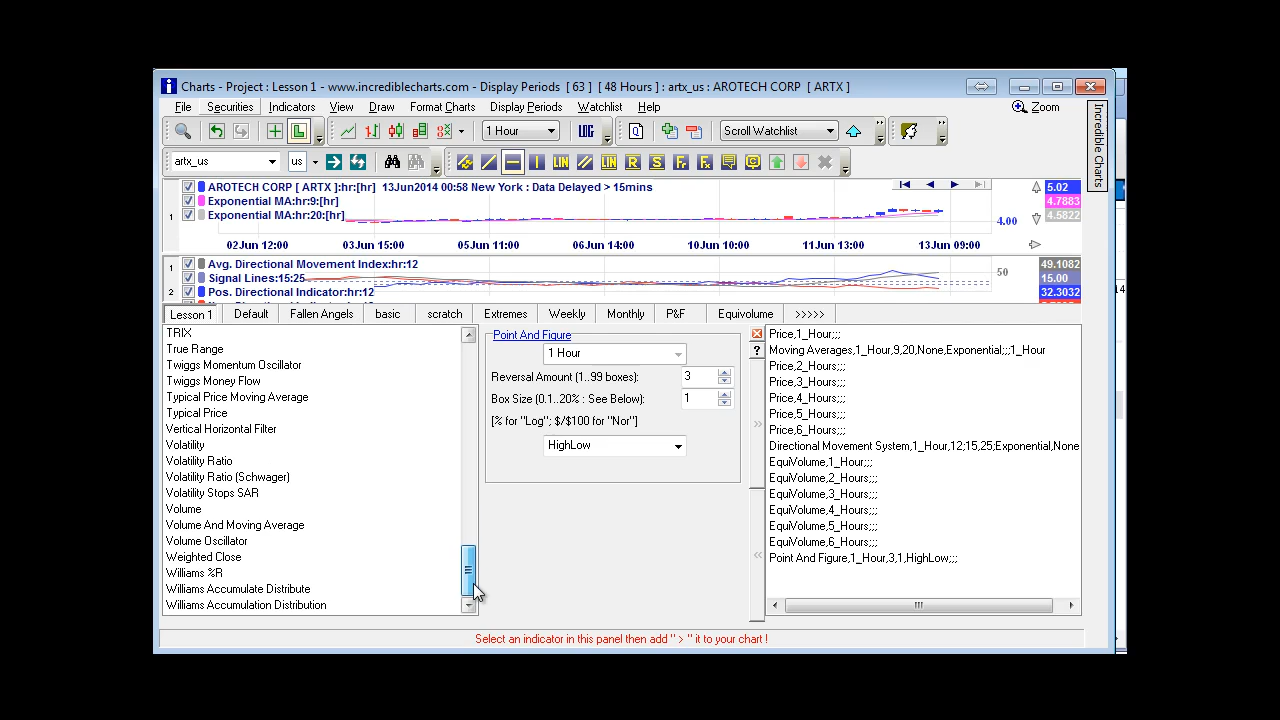 Charts - Project : Lesson 1 - www.incrediblecharts.com - Display Periods [ 63 ] [ 48 Hours ] : artx_us : AROTECH CORP [ ARTX ]
File Securities Indicators View Draw Format Charts Display Periods Watchlist Help Zoom
1 Hour LOG Scroll Watchlist
artx_us us LIN LIN R S
Incredible Charts
AROTECH CORP [ ARTX ]:hr:[hr] 13Jun2014 00:58 New York : Data Delayed > 15mins 5.02
Exponential MA:hr:9:[hr] 4.7883
1 Exponential MA:hr:20:[hr] 4.00 4.5822
02Jun 12:00 03Jun 15:00 05Jun 11:00 06Jun 14:00 10Jun 10:00 11Jun 13:00 13Jun 09:00
1 Avg. Directional Movement Index:hr:12 50 49.1082
Signal Lines:15:25 15.00
2 Pos. Directional Indicator:hr:12 32.3032
Lesson 1 Default Fallen Angels basic scratch Extremes Weekly Monthly P&F Equivolume >>>>>
TRIX
True Range
Twiggs Momentum Oscillator
Twiggs Money Flow
Typical Price Moving Average
Typical Price
Vertical Horizontal Filter
Volatility
Volatility Ratio
Volatility Ratio (Schwager)
Volatility Stops SAR
Volume
Volume And Moving Average
Volume Oscillator
Weighted Close
Williams %R
Williams Accumulate Distribute
Williams Accumulation Distribution
Point And Figure
1 Hour
Reversal Amount (1..99 boxes): 3
Box Size (0.1..20% : See Below): 1
[% for "Log"; $/$100 for "Nor"]
HighLow
?
»
«
Price,1_Hour;;;
Moving Averages,1_Hour,9,20,None,Exponential;;;1_Hour
Price,2_Hours;;;
Price,3_Hours;;;
Price,4_Hours;;;
Price,5_Hours;;;
Price,6_Hours;;;
Directional Movement System,1_Hour,12;15,25;Exponential,None
EquiVolume,1_Hour;;;
EquiVolume,2_Hours;;;
EquiVolume,3_Hours;;;
EquiVolume,4_Hours;;;
EquiVolume,5_Hours;;;
EquiVolume,6_Hours;;;
Point And Figure,1_Hour,3,1,HighLow;;;
Select an indicator in this panel then add " > " it to your chart !